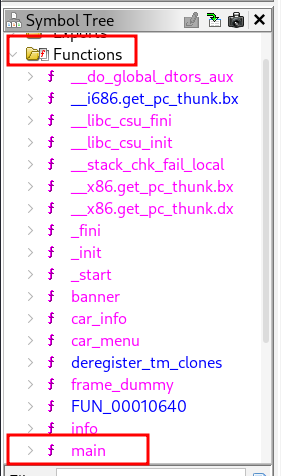 Symbol Tree
Functions
f __do_global_dtors_aux
f __i686.get_pc_thunk.bx
f __libc_csu_fini
f __libc_csu_init
f __stack_chk_fail_local
f __x86.get_pc_thunk.bx
f __x86.get_pc_thunk.dx
f _fini
f _init
f _start
f banner
f car_info
f car_menu
f deregister_tm_clones
f frame_dummy
f FUN_00010640
f info
f main